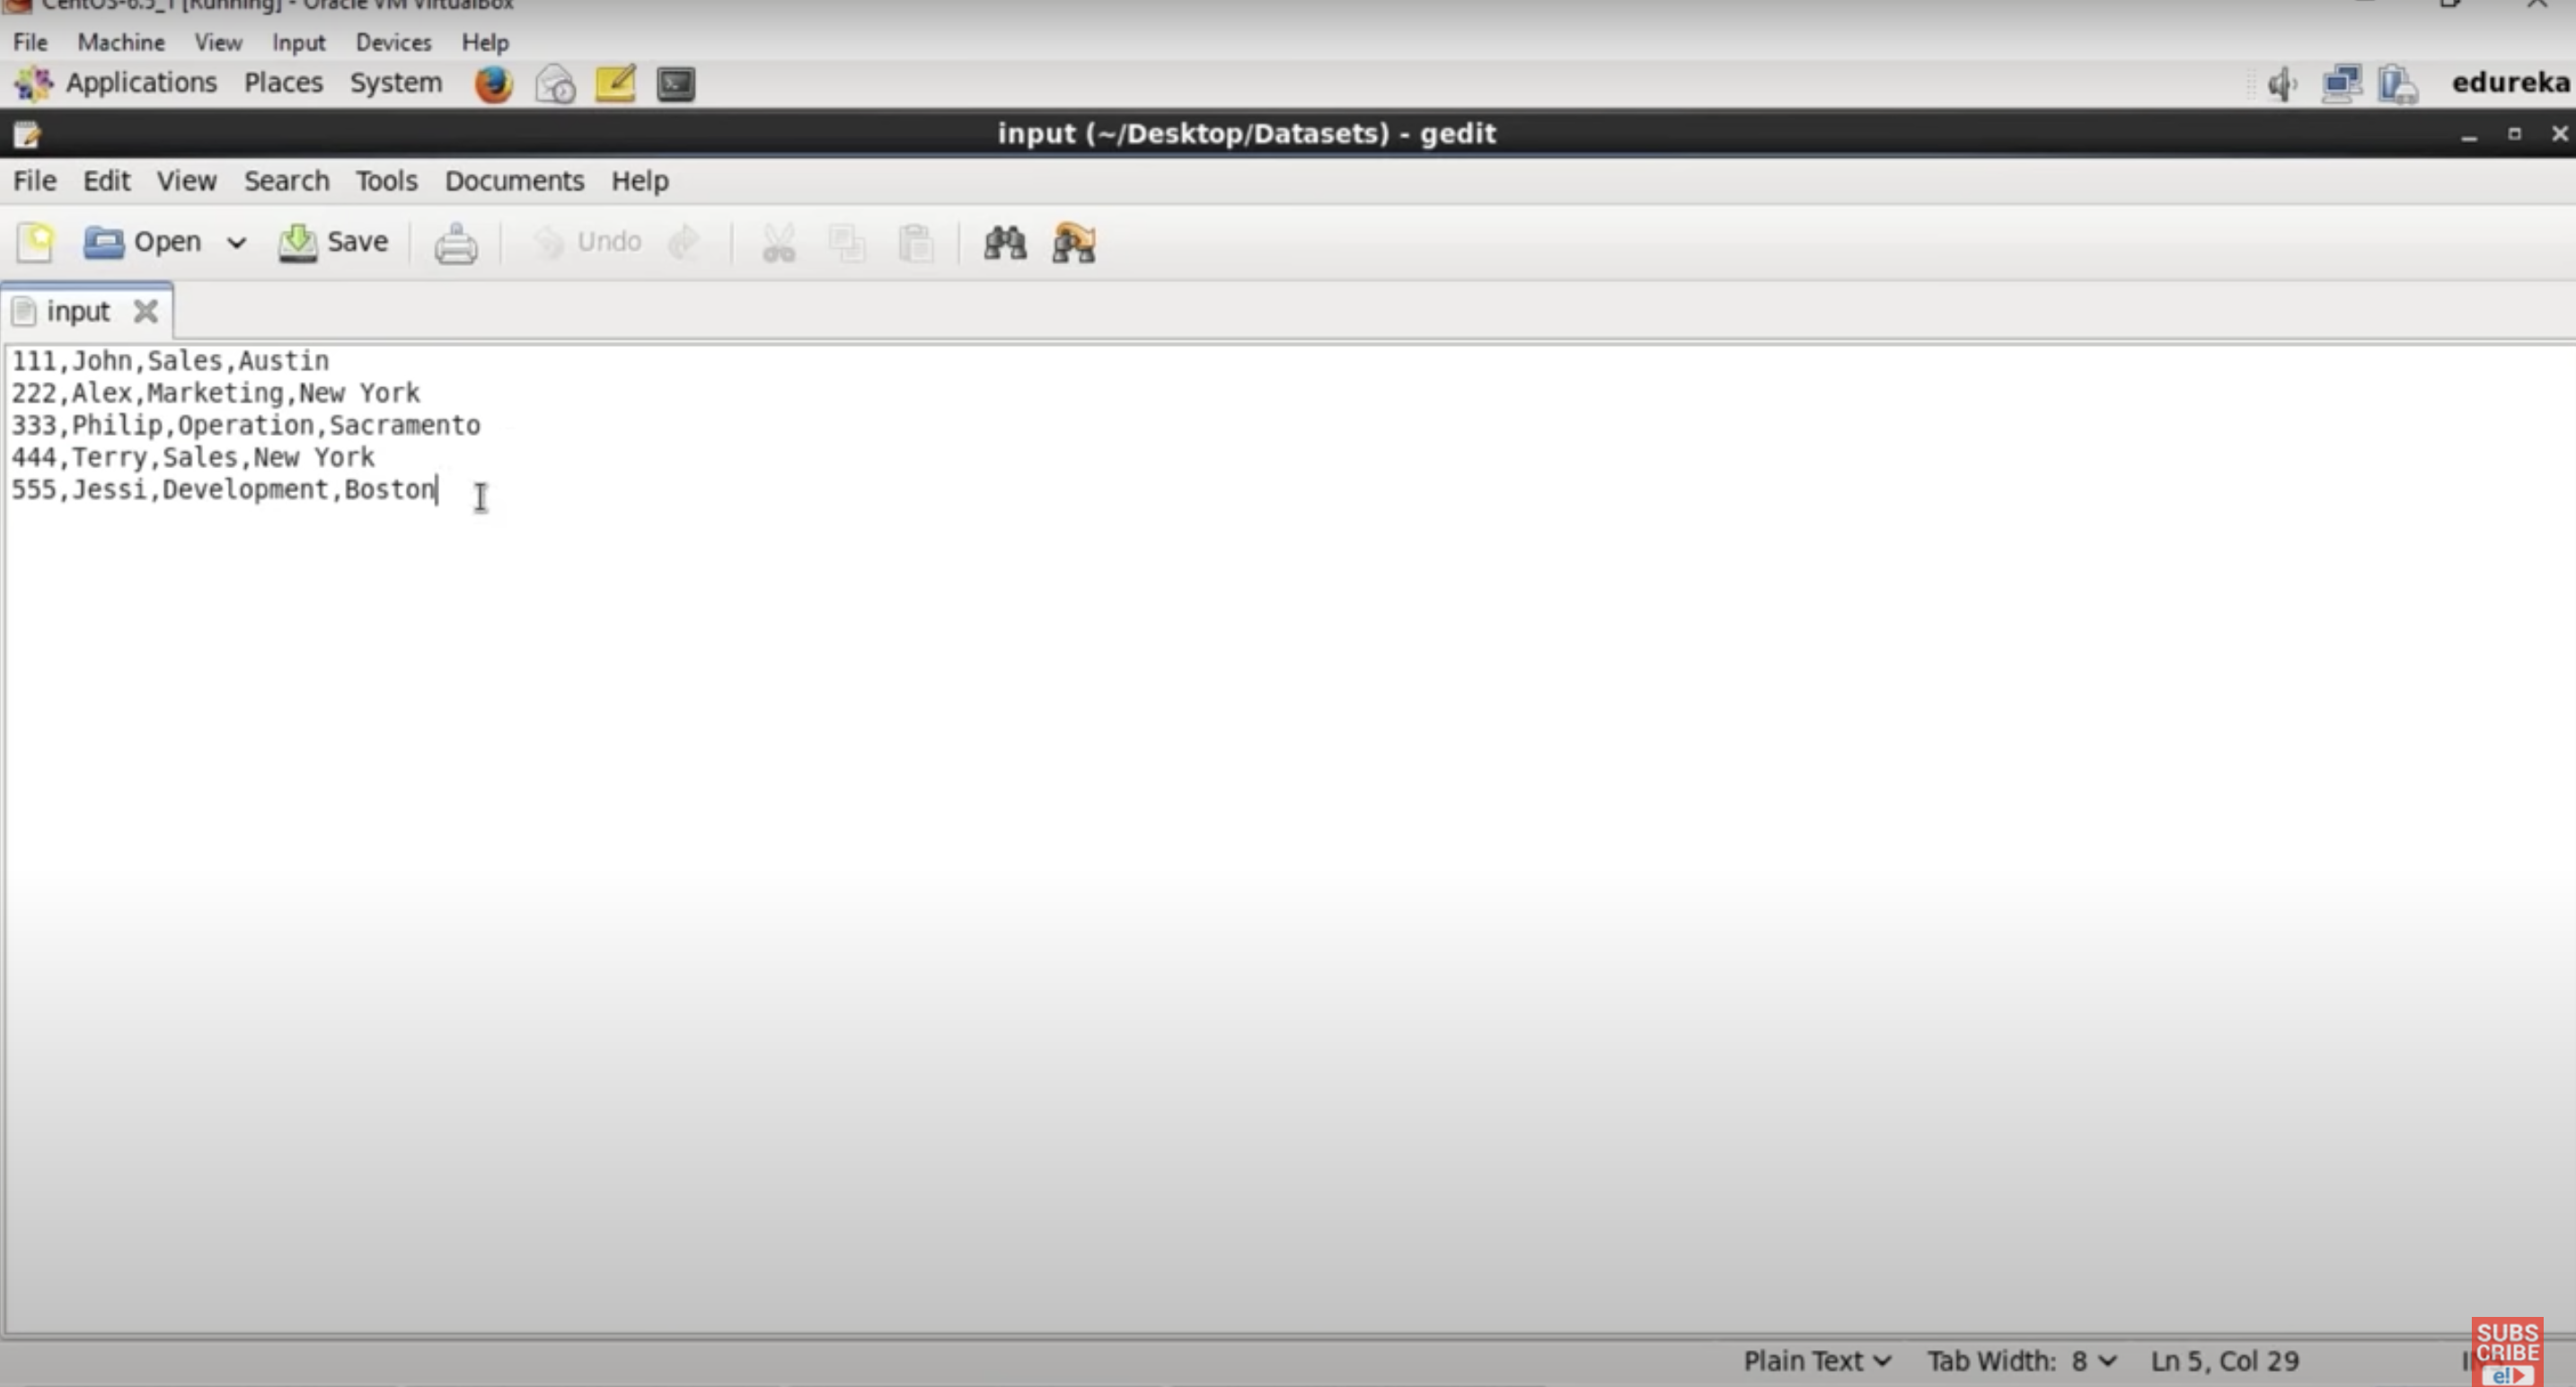 CentOS-6.5_1 [Running] - Oracle VM VirtualBox
File Machine View Input Devices Help
Applications Places System edureka
input (~/Desktop/Datasets) - gedit
File Edit View Search Tools Documents Help
Open Save Undo
input
111,John,Sales,Austin
222,Alex,Marketing,New York
333,Philip,Operation,Sacramento
444,Terry,Sales,New York
555,Jessi,Development,Boston
Plain Text Tab Width: 8 Ln 5, Col 29
SUBS
CRIBE
e!